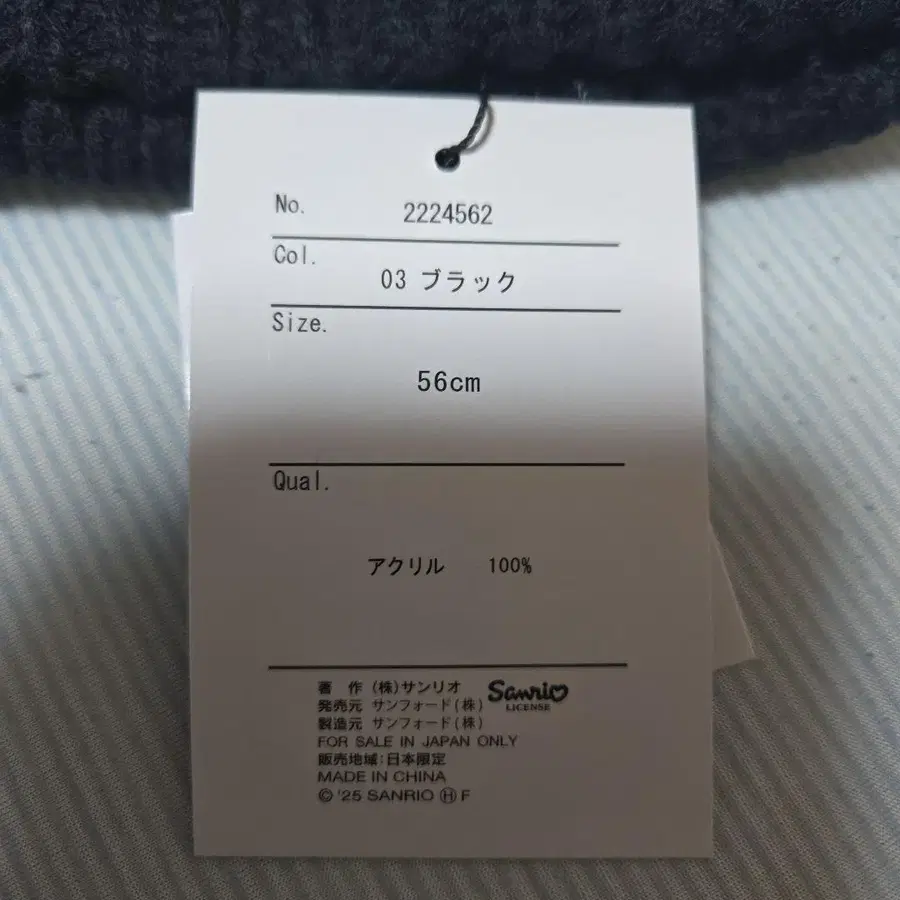 No. 2224562
Col. 03 ブラック
Size. 56cm
Qual.
アクリル 100%
著 作 (株)サンリオ
発売元 サンフォード(株)
製造元 サンフォード(株)
Sanrio
LICENSE
FOR SALE IN JAPAN ONLY
販売地域:日本限定
MADE IN CHINA
© '25 SANRIO Ⓗ F